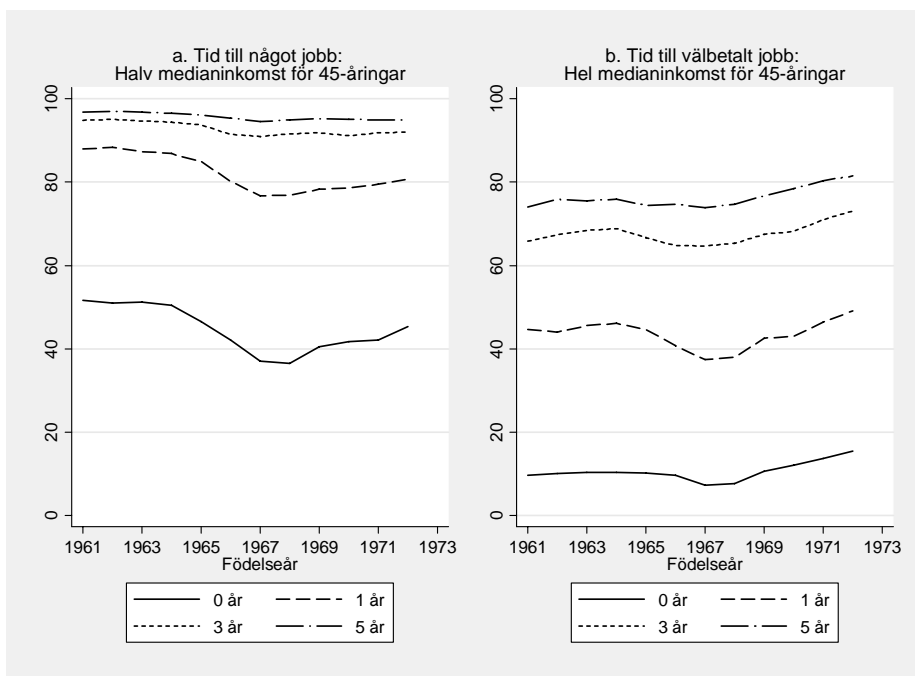 a. Tid till något jobb:
Halv medianinkomst för 45-åringar
100
80
60
40
20
0
1961 1963 1965 1967 1969 1971 1973
Födelseår
0 år 1 år
3 år 5 år
b. Tid till välbetalt jobb:
Hel medianinkomst för 45-åringar
100
80
60
40
20
0
1961 1963 1965 1967 1969 1971 1973
Födelseår
0 år 1 år
3 år 5 år